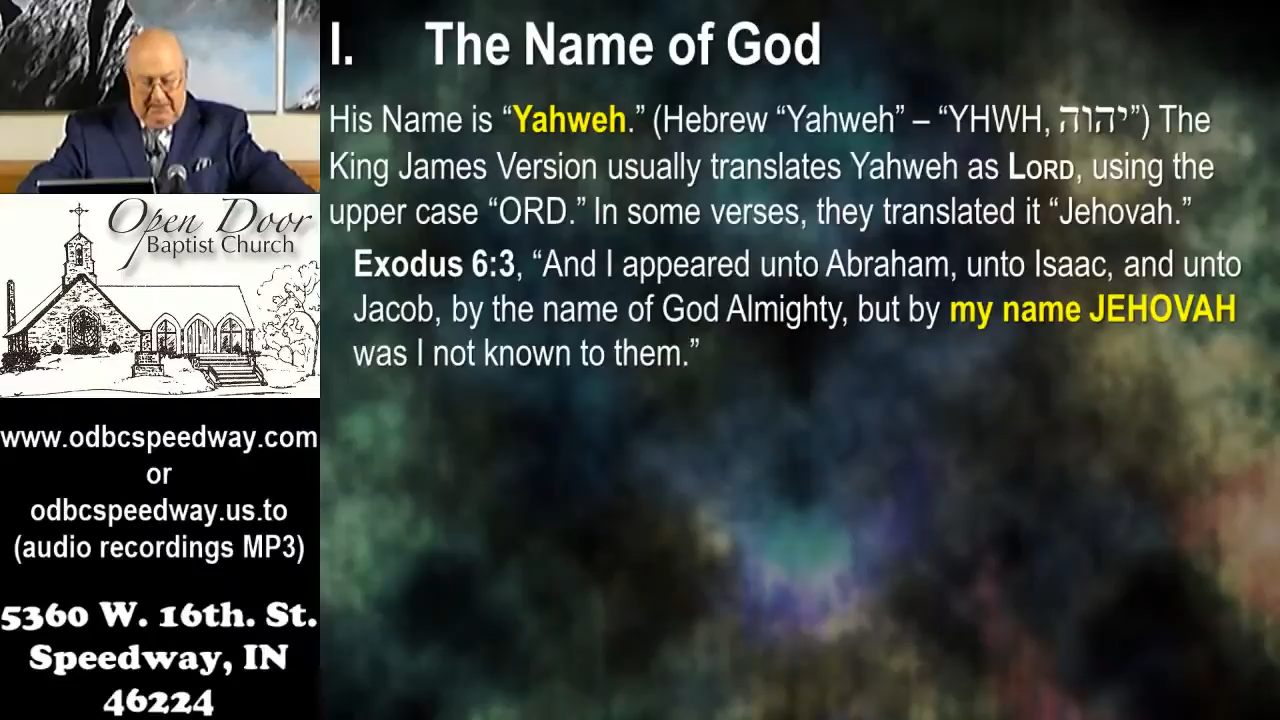 I. The Name of God
His Name is “Yahweh.” (Hebrew “Yahweh” – “YHWH, יהוה”) The
King James Version usually translates Yahweh as LORD, using the
upper case “ORD.” In some verses, they translated it “Jehovah.”
Exodus 6:3, “And I appeared unto Abraham, unto Isaac, and unto
Jacob, by the name of God Almighty, but by my name JEHOVAH
was I not known to them.”
Open Door
Baptist Church
www.odbcspeedway.com
or
odbcspeedway.us.to
(audio recordings MP3)
5360 W. 16th. St.
Speedway, IN
46224